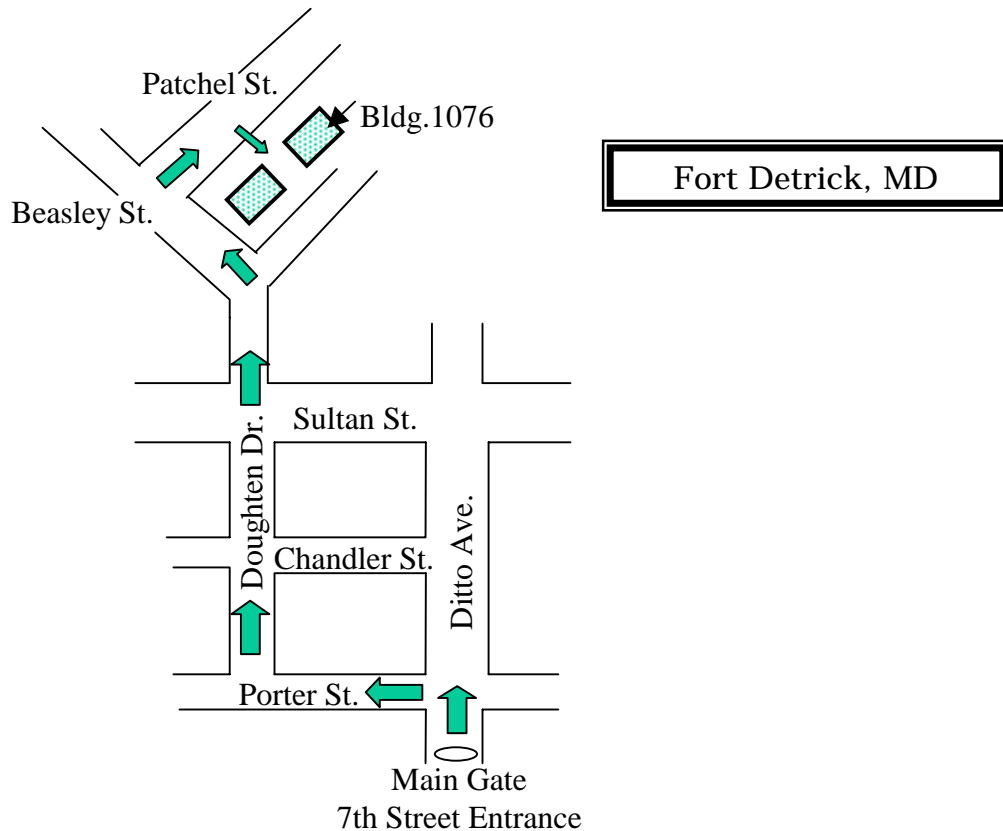 Patchel St.
Bldg.1076
Fort Detrick, MD
Beasley St.
Sultan St.
Doughten Dr.
Ditto Ave.
Chandler St.
Porter St.
Main Gate
7th Street Entrance